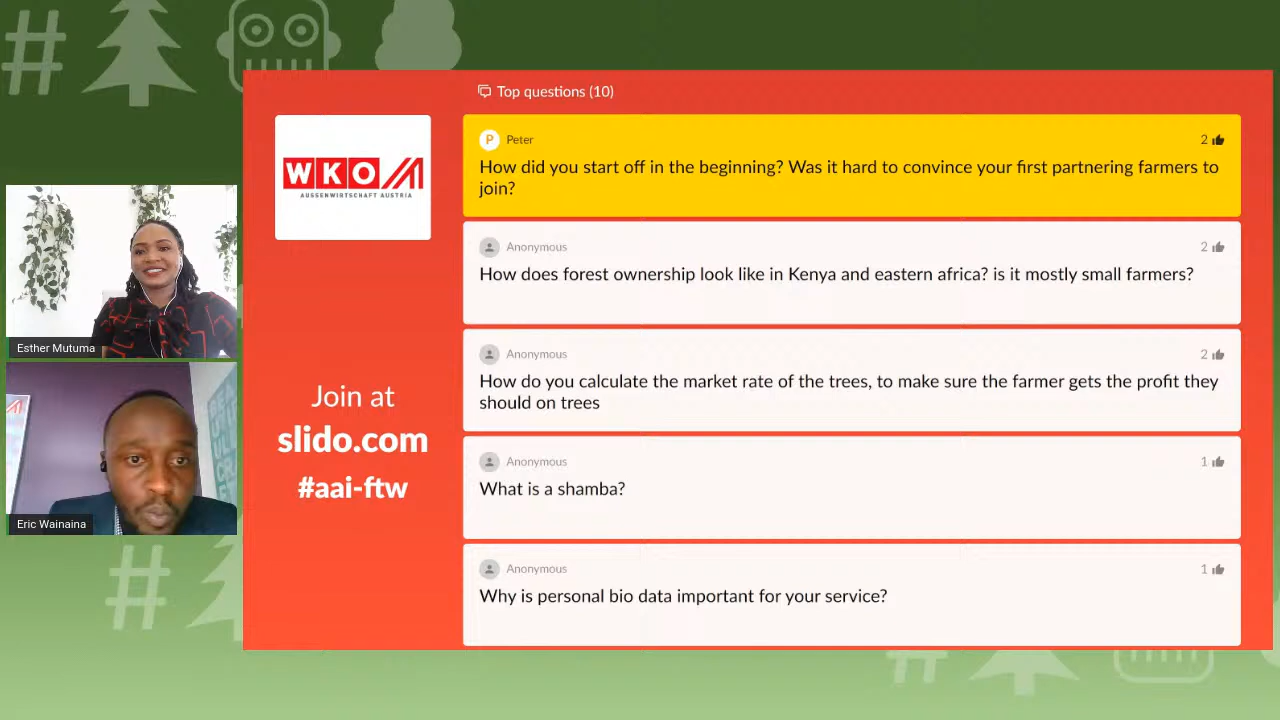 #
Top questions (10)
WKO
AUSSENWIRTSCHAFT AUSTRIA
P Peter 2
How did you start off in the beginning? Was it hard to convince your first partnering farmers to
join?
Anonymous 2
How does forest ownership look like in Kenya and eastern africa? is it mostly small farmers?
Anonymous 2
How do you calculate the market rate of the trees, to make sure the farmer gets the profit they
should on trees
Anonymous 1
What is a shamba?
Anonymous 1
Why is personal bio data important for your service?
Esther Mutuma
Eric Wainaina
Join at
slido.com
#aai-ftw
#
#